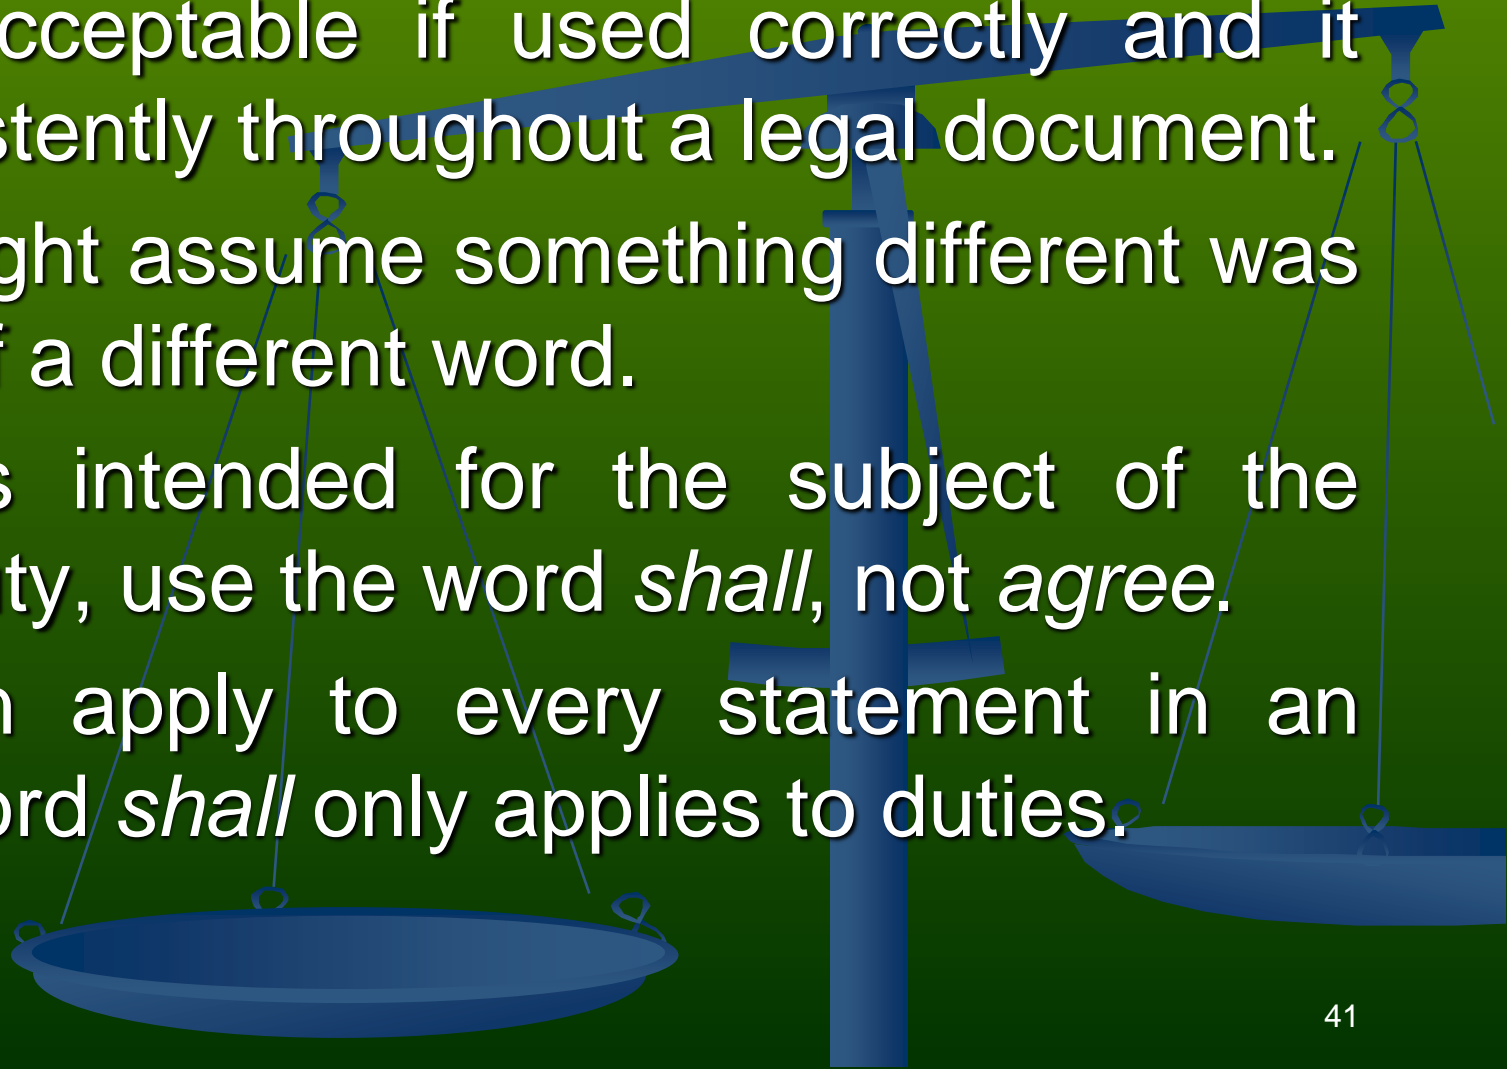 cceptable if used correctly and it
stently throughout a legal document.
ght assume something different was
f a different word.
s intended for the subject of the
ity, use the word shall, not agree.
n apply to every statement in an
ord shall only applies to duties.
41